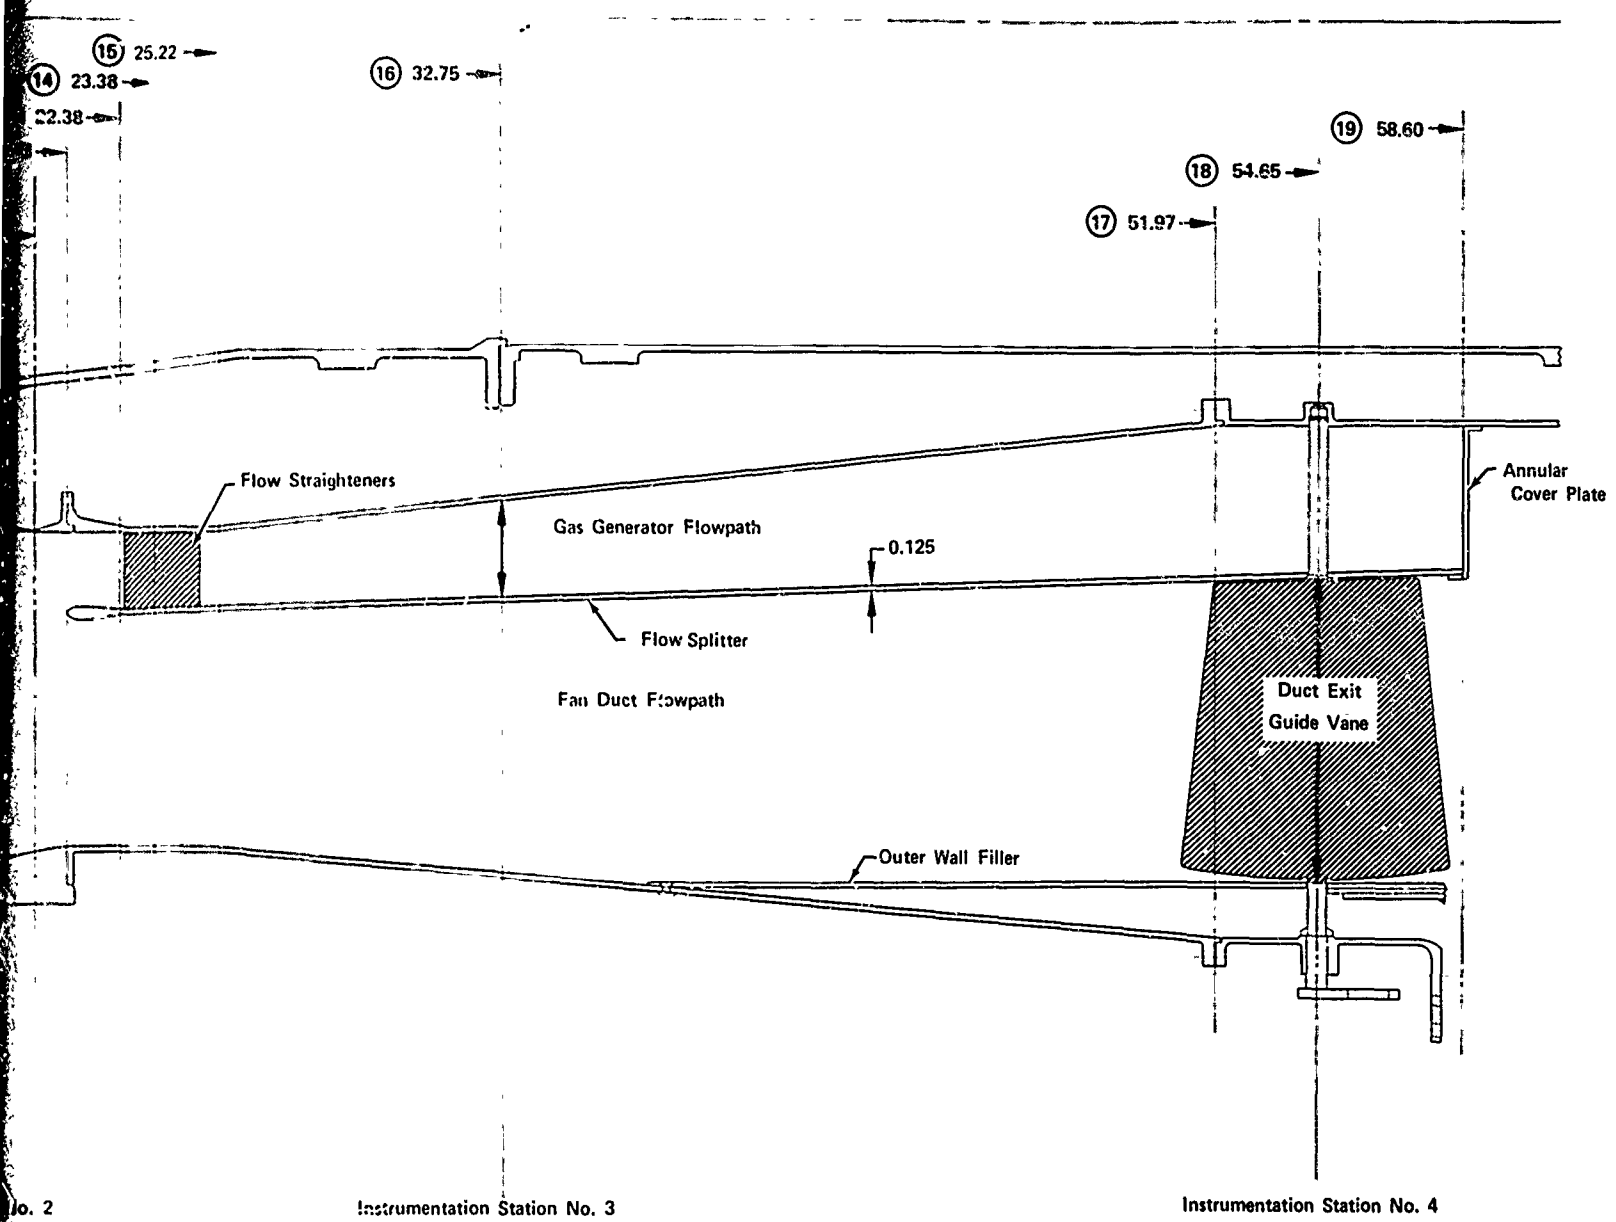 15 25.22
14 23.38
22.38
16 32.75
19 58.60
18 54.65
17 51.97
Flow Straighteners
Annular
Cover Plate
Gas Generator Flowpath
0.125
Flow Splitter
Fan Duct Flowpath
Duct Exit
Guide Vane
Outer Wall Filler
No. 2
Instrumentation Station No. 3
Instrumentation Station No. 4